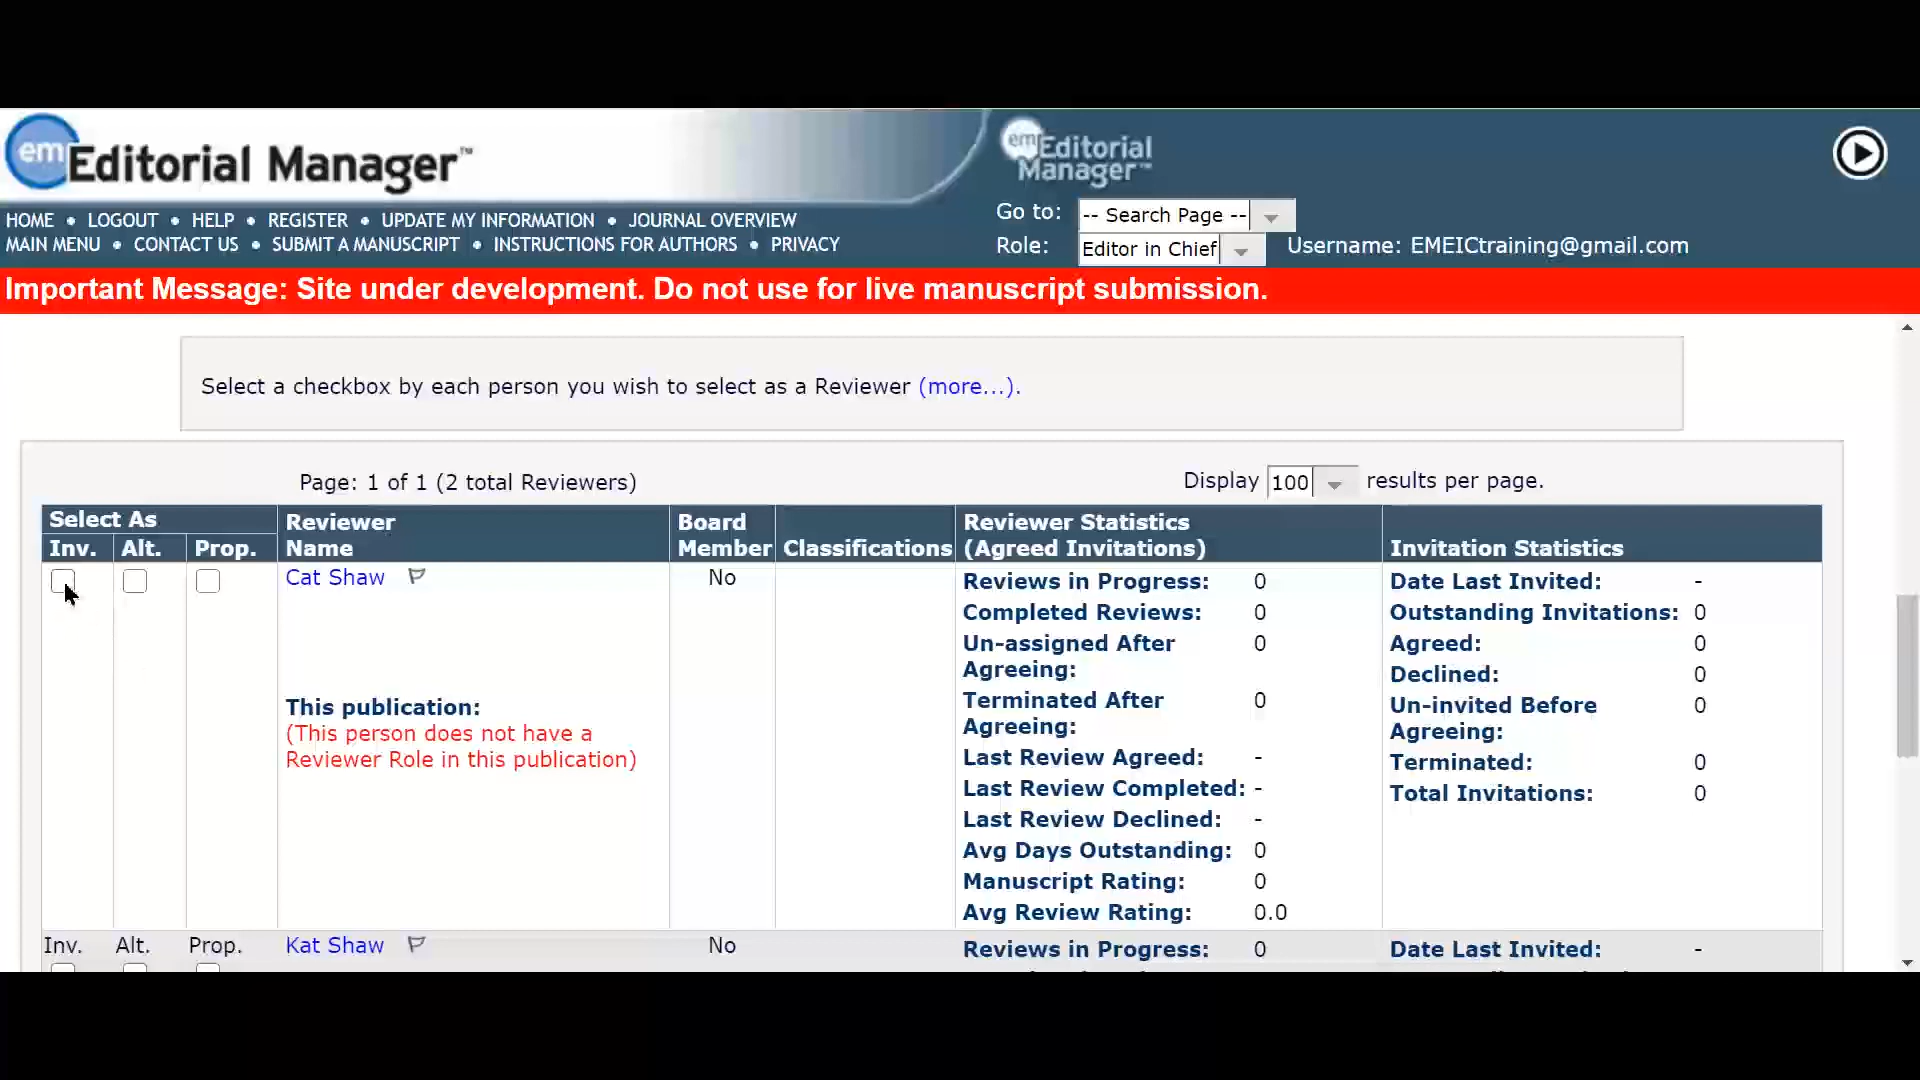 em Editorial Manager™
em Editorial Manager™
HOME • LOGOUT • HELP • REGISTER • UPDATE MY INFORMATION • JOURNAL OVERVIEW
MAIN MENU • CONTACT US • SUBMIT A MANUSCRIPT • INSTRUCTIONS FOR AUTHORS • PRIVACY
Go to: -- Search Page --
Role: Editor in Chief Username: EMEICtraining@gmail.com
Important Message: Site under development. Do not use for live manuscript submission.
Select a checkbox by each person you wish to select as a Reviewer (more...).
Page: 1 of 1 (2 total Reviewers)
Display 100 results per page.
Select As
Inv. Alt. Prop.
Reviewer
Name
Board
Member
Classifications
Reviewer Statistics
(Agreed Invitations)
Invitation Statistics
Cat Shaw
This publication:
(This person does not have a
Reviewer Role in this publication)
No
Reviews in Progress: 0
Completed Reviews: 0
Un-assigned After 0
Agreeing:
Terminated After 0
Agreeing:
Last Review Agreed: -
Last Review Completed: -
Last Review Declined: -
Avg Days Outstanding: 0
Manuscript Rating: 0
Avg Review Rating: 0.0
Date Last Invited: -
Outstanding Invitations: 0
Agreed: 0
Declined: 0
Un-invited Before 0
Agreeing:
Terminated: 0
Total Invitations: 0
Inv. Alt. Prop.
Kat Shaw
No
Reviews in Progress: 0
Date Last Invited: -